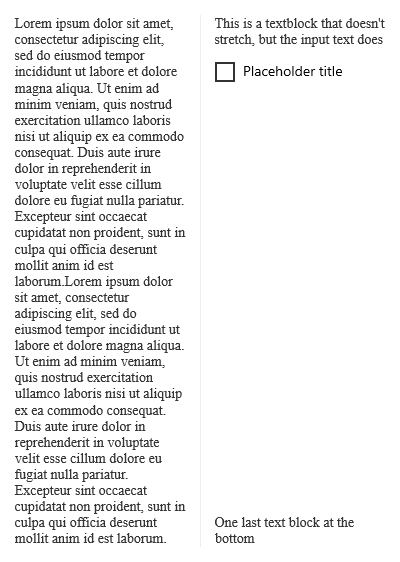 Lorem ipsum dolor sit amet,
consectetur adipiscing elit,
sed do eiusmod tempor
incididunt ut labore et dolore
magna aliqua. Ut enim ad
minim veniam, quis nostrud
exercitation ullamco laboris
nisi ut aliquip ex ea commodo
consequat. Duis aute irure
dolor in reprehenderit in
voluptate velit esse cillum
dolore eu fugiat nulla pariatur.
Excepteur sint occaecat
cupidatat non proident, sunt in
culpa qui officia deserunt
mollit anim id est
laborum.Lorem ipsum dolor
sit amet, consectetur
adipiscing elit, sed do
eiusmod tempor incididunt ut
labore et dolore magna aliqua.
Ut enim ad minim veniam,
quis nostrud exercitation
ullamco laboris nisi ut aliquip
ex ea commodo consequat.
Duis aute irure dolor in
reprehenderit in voluptate
velit esse cillum dolore eu
fugiat nulla pariatur.
Excepteur sint occaecat
cupidatat non proident, sunt in
culpa qui officia deserunt
mollit anim id est laborum.
This is a textblock that doesn't
stretch, but the input text does
Placeholder title
One last text block at the
bottom